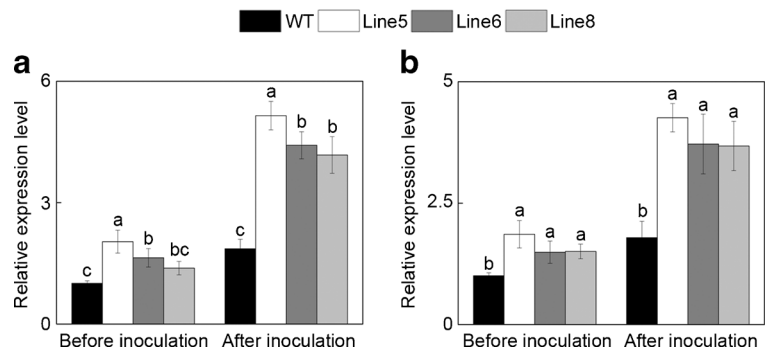 WT Line5 Line6 Line8
a
Relative expression level
6
3
0
c a b bc
c a b b
Before inoculation After inoculation
b
Relative expression level
5
2.5
0
b a a a
b a a a
Before inoculation After inoculation